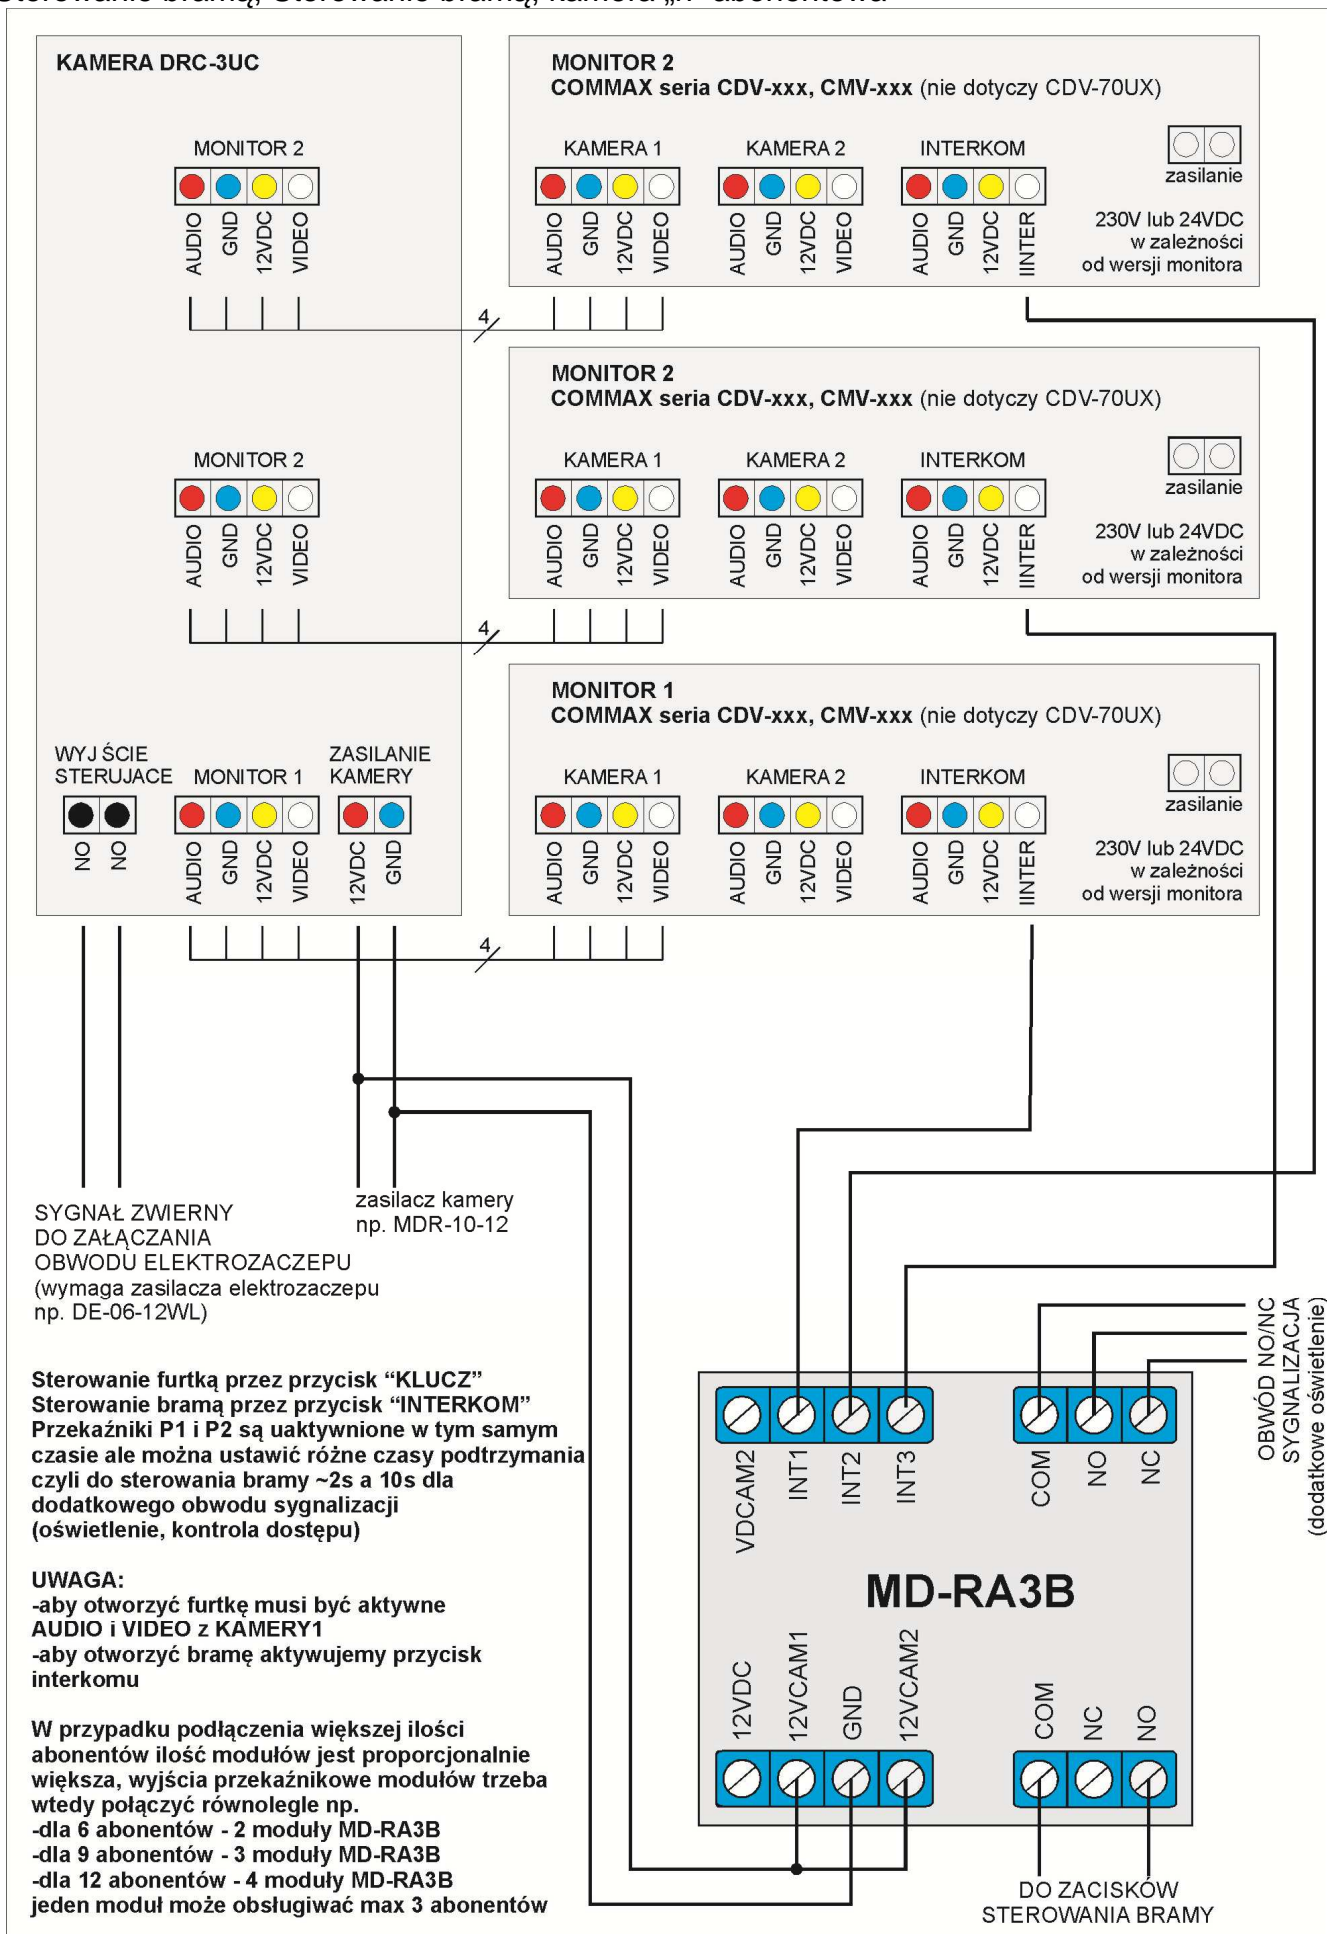 Sterowanie bramą, Sterowanie bramą, kamera „n” abonentowa
KAMERA DRC-3UC
MONITOR 2
AUDIO
GND
12VDC
VIDEO
MONITOR 2
COMMAX seria CDV-xxx, CMV-xxx (nie dotyczy CDV-70UX)
KAMERA 1
AUDIO
GND
12VDC
VIDEO
KAMERA 2
AUDIO
GND
12VDC
VIDEO
INTERKOM
AUDIO
GND
12VDC
IINTER
zasilanie
230V lub 24VDC
w zależności
od wersji monitora
4
MONITOR 2
AUDIO
GND
12VDC
VIDEO
MONITOR 2
COMMAX seria CDV-xxx, CMV-xxx (nie dotyczy CDV-70UX)
KAMERA 1
AUDIO
GND
12VDC
VIDEO
KAMERA 2
AUDIO
GND
12VDC
VIDEO
INTERKOM
AUDIO
GND
12VDC
IINTER
zasilanie
230V lub 24VDC
w zależności
od wersji monitora
4
WYJ ŚCIE
STERUJACE
NO
NO
MONITOR 1
AUDIO
GND
12VDC
VIDEO
ZASILANIE
KAMERY
12VDC
GND
MONITOR 1
COMMAX seria CDV-xxx, CMV-xxx (nie dotyczy CDV-70UX)
KAMERA 1
AUDIO
GND
12VDC
VIDEO
KAMERA 2
AUDIO
GND
12VDC
VIDEO
INTERKOM
AUDIO
GND
12VDC
IINTER
zasilanie
230V lub 24VDC
w zależności
od wersji monitora
4
SYGNAŁ ZWIERNY
DO ZAŁĄCZANIA
OBWODU ELEKTROZACZEPU
(wymaga zasilacza elektrozaczepu
np. DE-06-12WL)
zasilacz kamery
np. MDR-10-12
Sterowanie furtką przez przycisk “KLUCZ”
Sterowanie bramą przez przycisk “INTERKOM”
Przekaźniki P1 i P2 są uaktywnione w tym samym
czasie ale można ustawić różne czasy podtrzymania
czyli do sterowania bramy ~2s a 10s dla
dodatkowego obwodu sygnalizacji
(oświetlenie, kontrola dostępu)
UWAGA:
-aby otworzyć furtkę musi być aktywne
AUDIO i VIDEO z KAMERY1
-aby otworzyć bramę aktywujemy przycisk
interkomu
W przypadku podłączenia większej ilości
abonentów ilość modułów jest proporcjonalnie
większa, wyjścia przekaźnikowe modułów trzeba
wtedy połączyć równolegle np.
-dla 6 abonentów - 2 moduły MD-RA3B
-dla 9 abonentów - 3 moduły MD-RA3B
-dla 12 abonentów - 4 moduły MD-RA3B
jeden moduł może obsługiwać max 3 abonentów
OBWÓD NO/NC
SYGNALIZACJA
(dodatkowe oświetlenie)
VDCAM2
INT1
INT2
INT3
COM
NO
NC
MD-RA3B
12VDC
12VCAM1
GND
12VCAM2
COM
NC
NO
DO ZACISKÓW
STEROWANIA BRAMY